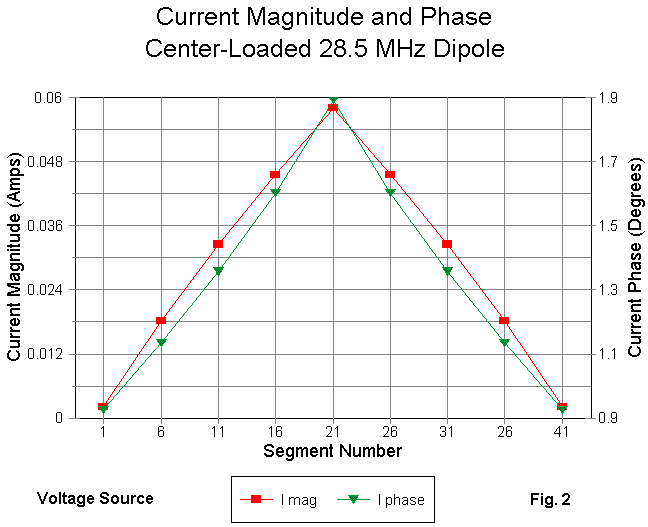 Current Magnitude and Phase
Center-Loaded 28.5 MHz Dipole
Current Magnitude (Amps)
0.06
0.048
0.036
0.024
0.012
0
1.9
1.7
1.5
1.3
1.1
0.9
Current Phase (Degrees)
1 6 11 16 21 26 31 26 41
Segment Number
Voltage Source
I mag I phase
Fig. 2